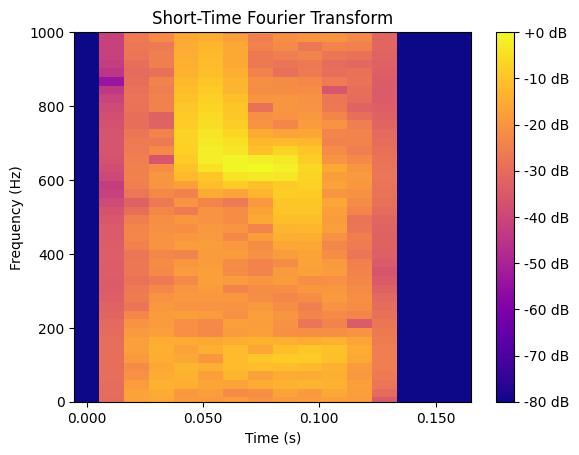 Short-Time Fourier Transform
Frequency (Hz)
1000
800
600
400
200
0
0.000
0.050
0.100
0.150
Time (s)
+0 dB
-10 dB
-20 dB
-30 dB
-40 dB
-50 dB
-60 dB
-70 dB
-80 dB